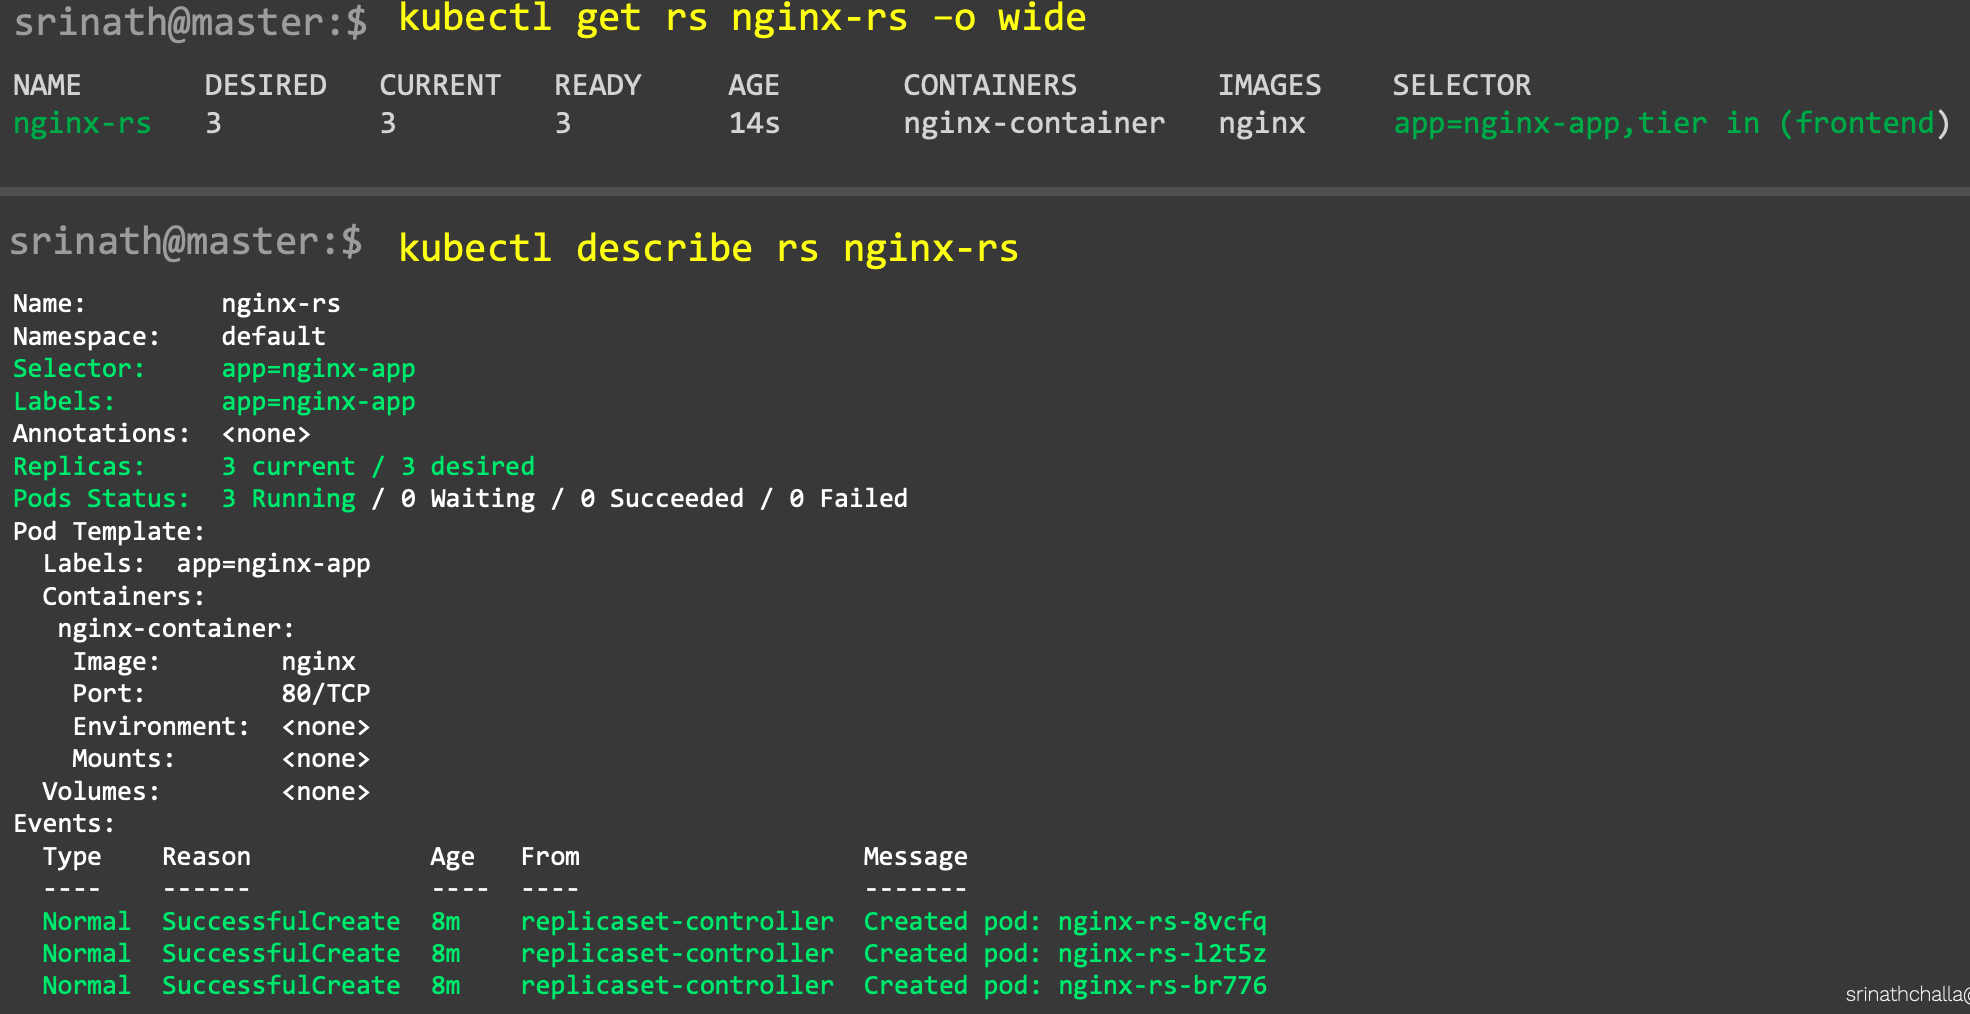 srinath@master:$ kubectl get rs nginx-rs –o wide
NAME DESIRED CURRENT READY AGE CONTAINERS IMAGES SELECTOR
nginx-rs 3 3 3 14s nginx-container nginx app=nginx-app,tier in (frontend)
srinath@master:$ kubectl describe rs nginx-rs
Name: nginx-rs
Namespace: default
Selector: app=nginx-app
Labels: app=nginx-app
Annotations: <none>
Replicas: 3 current / 3 desired
Pods Status: 3 Running / 0 Waiting / 0 Succeeded / 0 Failed
Pod Template:
Labels: app=nginx-app
Containers:
nginx-container:
Image: nginx
Port: 80/TCP
Environment: <none>
Mounts: <none>
Volumes: <none>
Events:
Type Reason Age From Message
---- ------ ---- ---- -------
Normal SuccessfulCreate 8m replicaset-controller Created pod: nginx-rs-8vcfq
Normal SuccessfulCreate 8m replicaset-controller Created pod: nginx-rs-l2t5z
Normal SuccessfulCreate 8m replicaset-controller Created pod: nginx-rs-br776
srinathchalla@